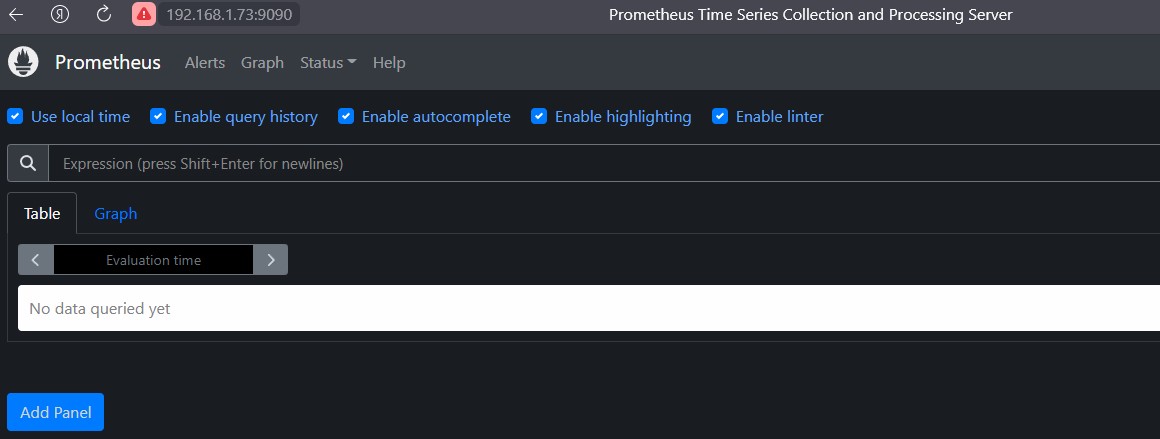 Я 192.168.1.73:9090 Prometheus Time Series Collection and Processing Server
Prometheus Alerts Graph Status Help
Use local time Enable query history Enable autocomplete Enable highlighting Enable linter
Expression (press Shift+Enter for newlines)
Table Graph
Evaluation time
No data queried yet
Add Panel